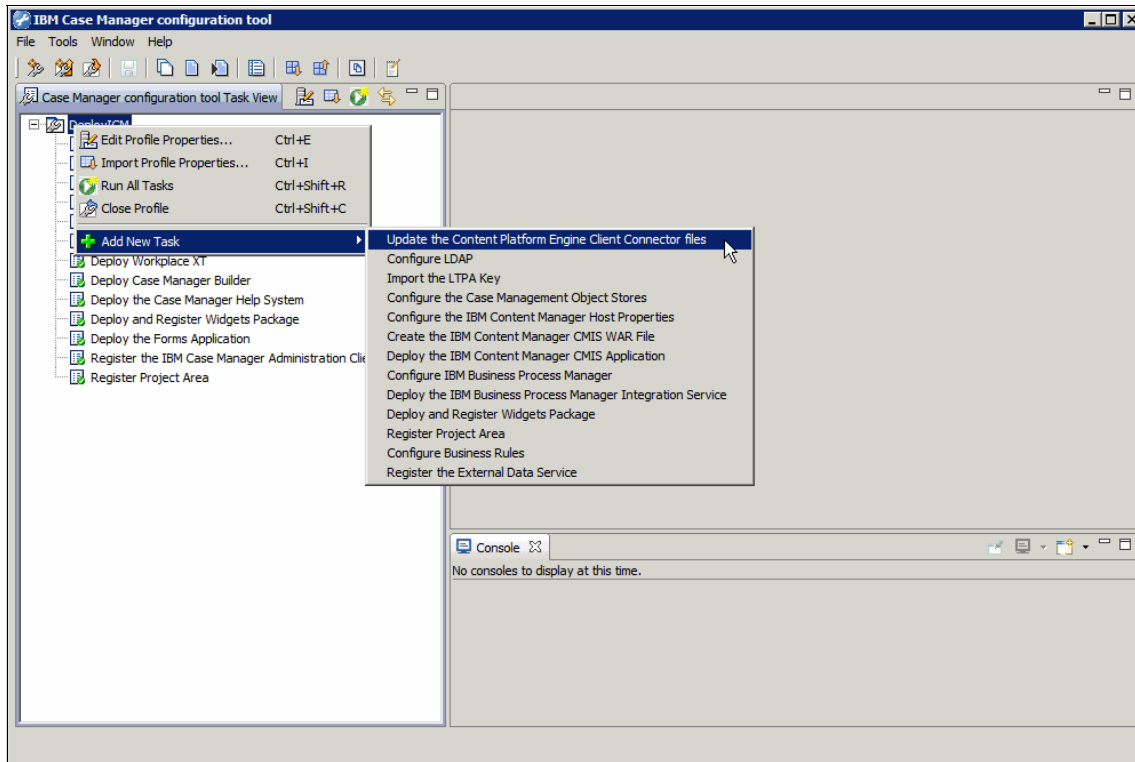 IBM Case Manager configuration tool
File Tools Window Help
Case Manager configuration tool Task View
DeployICM
Edit Profile Properties... Ctrl+E
Import Profile Properties... Ctrl+I
Run All Tasks Ctrl+Shift+R
Close Profile Ctrl+Shift+C
Add New Task
Update the Content Platform Engine Client Connector files
Configure LDAP
Import the LTPA Key
Configure the Case Management Object Stores
Configure the IBM Content Manager Host Properties
Create the IBM Content Manager CMIS WAR File
Deploy the IBM Content Manager CMIS Application
Configure IBM Business Process Manager
Deploy the IBM Business Process Manager Integration Service
Deploy and Register Widgets Package
Register Project Area
Configure Business Rules
Register the External Data Service
Deploy Workplace XT
Deploy Case Manager Builder
Deploy the Case Manager Help System
Deploy and Register Widgets Package
Deploy the Forms Application
Register the IBM Case Manager Administration Clie
Register Project Area
Console
No consoles to display at this time.